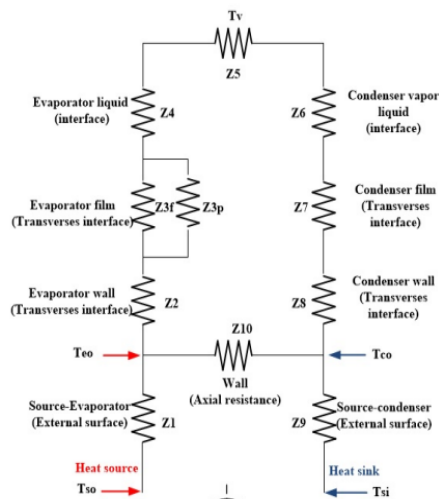 Tv
Z5
Evaporator liquid
(interface)
Z4
Z6
Condenser vapor
liquid
(interface)
Evaporator film
(Transverses interface)
Z3f
Z3p
Z7
Condenser film
(Transverses
interface)
Evaporator wall
(Transverses interface)
Z2
Z8
Condenser wall
(Transverses
interface)
Z10
Teo
Tco
Wall
(Axial resistance)
Source-Evaporator
(External surface)
Z1
Z9
Source-condenser
(External surface)
Heat source
Heat sink
Tso
Tsi